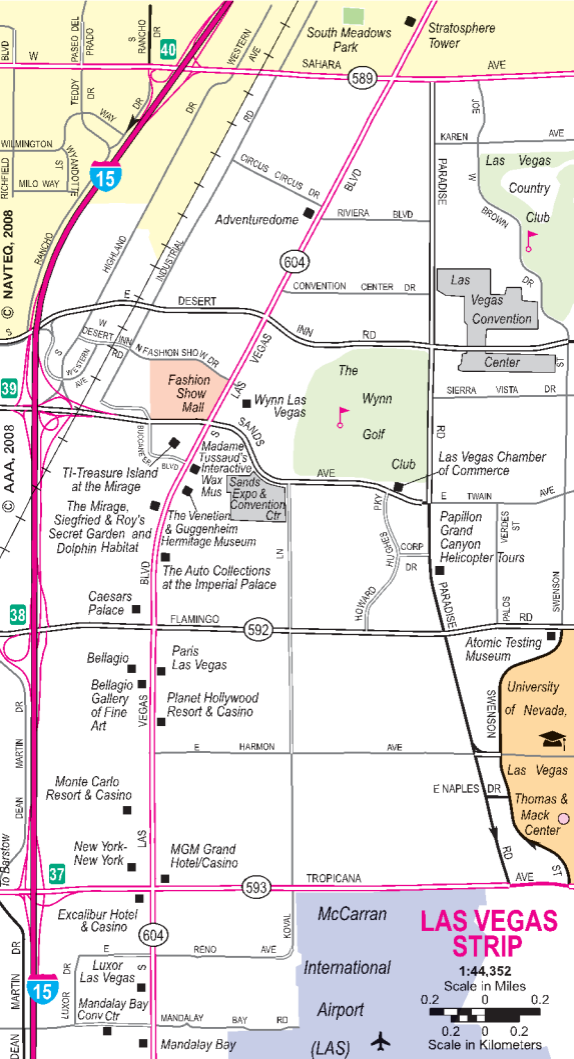 Stratosphere
Tower
South Meadows
Park
SAHARA
AVE
589
40
BLVD
W
PASEO DEL
PRADO
S
RANCHO
DR
WESTERN
AVE
TEDDY
DR
WAY
DR
DR
RD
WILMINGTON
WYANDOTTE
ST
RICHFIELD
MILO WAY
15
JOE
W
BROWN
DR
KAREN
AVE
Las Vegas
Country
Club
PARADISE
CIRCUS CIRCUS DR
BLVD
Adventuredome
RIVIERA BLVD
604
© NAVTEQ, 2008
RANCHO
HIGHLAND
INDUSTRIAL
CONVENTION CENTER DR
Las
Vegas
Convention
Center
E
DESERT
INN
RD
S
W
DESERT INN
RD
N FASHION SHOW DR
S
WESTERN
AVE
VEGAS
LAS
S
ST
39
Fashion
Show
Mall
Wynn Las
Vegas
The
Wynn
Golf
Club
SIERRA VISTA DR
SANDS
AVE
RD
BUCCANEER
BLVD
© AAA, 2008
TI-Treasure Island
at the Mirage
Madame
Tussaud's
Interactive
Wax
Mus
Sands
Expo &
Convention
Ctr
Las Vegas Chamber
of Commerce
E TWAIN AVE
The Mirage,
Siegfried & Roy's
Secret Garden and
Dolphin Habitat
The Venetian
& Guggenheim
Hermitage Museum
PKY
HUGHES
HOWARD
CORP
DR
Papillon
Grand
Canyon
Helicopter Tours
VERDES
ST
PALOS
SWENSON
The Auto Collections
at the Imperial Palace
LN
BLVD
PARADISE
Caesars
Palace
38
FLAMINGO
592
RD
Atomic Testing
Museum
Bellagio
Paris
Las Vegas
Bellagio
Gallery
of Fine
Art
VEGAS
Planet Hollywood
Resort & Casino
SWENSON
University
of Nevada,
Las Vegas
Thomas &
Mack
Center
DR
MARTIN
DEAN
E HARMON AVE
Monte Carlo
Resort & Casino
E NAPLES DR
To Barstow
LAS
New York-
New York
MGM Grand
Hotel/Casino
RD
ST
37
TROPICANA
AVE
593
Excalibur Hotel
& Casino
604
KOVAL
McCarran
International
Airport
(LAS)
LAS VEGAS
STRIP
1:44,352
Scale in Miles
0.2 0 0.2
0.2 0 0.2
Scale in Kilometers
E RENO AVE
DR
MARTIN
DEAN
15
DR
LUXOR
Luxor
Las Vegas
S
Mandalay Bay
Conv Ctr
MANDALAY BAY RD
Mandalay Bay